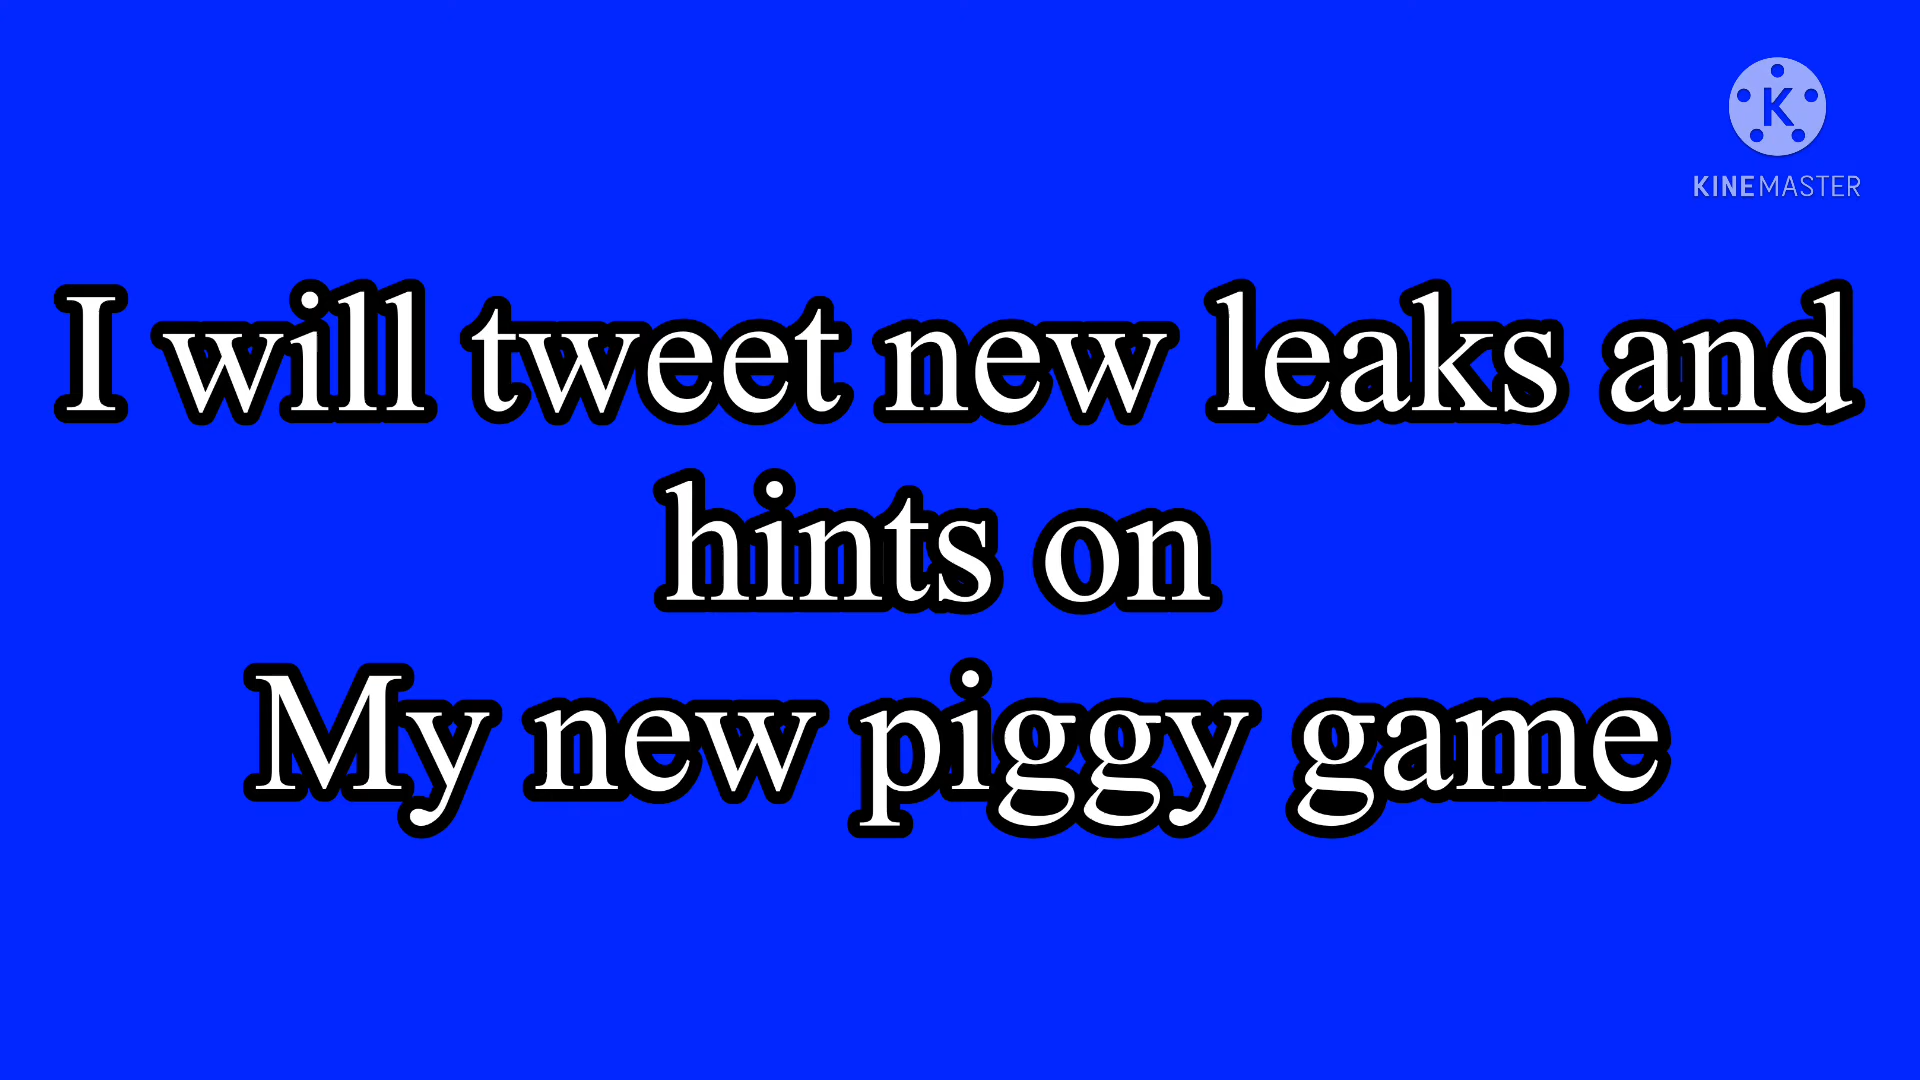 K
KINEMASTER
I will tweet new leaks and
hints on
My new piggy game